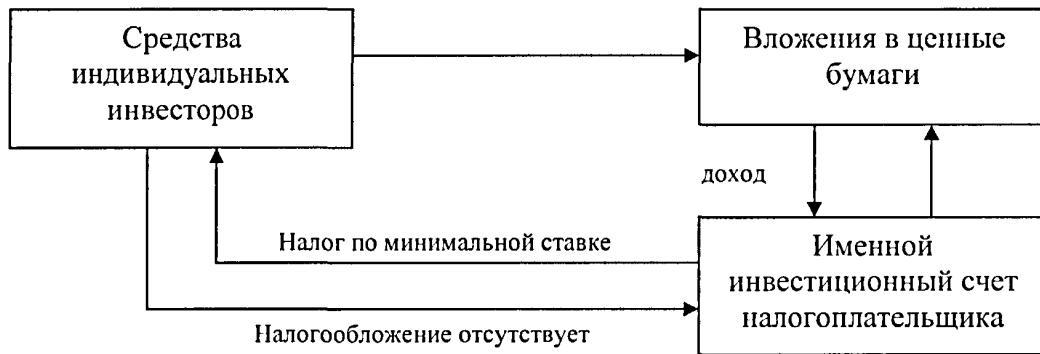 Средства
индивидуальных
инвесторов
Вложения в ценные
бумаги
доход
Налог по минимальной ставке
Именной
инвестиционный счет
налогоплательщика
Налогообложение отсутствует